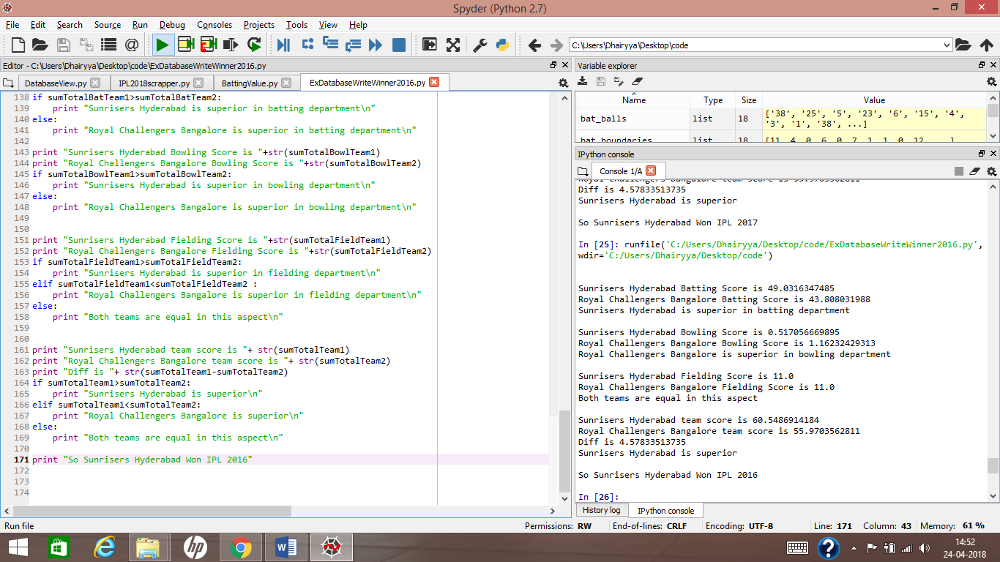 Spyder (Python 2.7)
File Edit Search Source Run Debug Consoles Projects Tools View Help
C:\Users\Dhairyya\Desktop\code
Editor - C:\Users\Dhairyya\Desktop\code\ExDatabaseWriteWinner2016.py
DatabaseView.py IPL2018scrapper.py BattingValue.py ExDatabaseWriteWinner2016.py
138 if sumTotalBatTeam1>sumTotalBatTeam2:
139     print "Sunrisers Hyderabad is superior in batting department\n"
140 else:
141     print "Royal Challengers Bangalore is superior in batting department\n"
142
143 print "Sunrisers Hyderabad Bowling Score is "+str(sumTotalBowlTeam1)
144 print "Royal Challengers Bangalore Bowling Score is "+str(sumTotalBowlTeam2)
145 if sumTotalBowlTeam1>sumTotalBowlTeam2:
146     print "Sunrisers Hyderabad is superior in bowling department\n"
147 else:
148     print "Royal Challengers Bangalore is superior in bowling department\n"
149
150
151 print "Sunrisers Hyderabad Fielding Score is "+str(sumTotalFieldTeam1)
152 print "Royal Challengers Bangalore Fielding Score is "+str(sumTotalFieldTeam2)
153 if sumTotalFieldTeam1>sumTotalFieldTeam2:
154     print "Sunrisers Hyderabad is superior in fielding department\n"
155 elif sumTotalFieldTeam1<sumTotalFieldTeam2 :
156     print "Royal Challengers Bangalore is superior in fielding department\n"
157 else:
158     print "Both teams are equal in this aspect\n"
159
160
161 print "Sunrisers Hyderabad team score is "+ str(sumTotalTeam1)
162 print "Royal Challengers Bangalore team score is "+ str(sumTotalTeam2)
163 print "Diff is "+ str(sumTotalTeam1-sumTotalTeam2)
164 if sumTotalTeam1>sumTotalTeam2:
165     print "Sunrisers Hyderabad is superior\n"
166 elif sumTotalTeam1<sumTotalTeam2:
167     print "Royal Challengers Bangalore is superior\n"
168 else:
169     print "Both teams are equal in this aspect\n"
170
171 print "So Sunrisers Hyderabad Won IPL 2016"
172
173
174
Variable explorer
Name Type Size Value
bat_balls list 18 ['38', '25', '5', '23', '6', '15', '4',
'3', '1', '38', ...]
bat_boundaries list 18 [11, 4, 0, 6, 0, 7, 1, 1, 0, 12, ...]
IPython console
Console 1/A
Royal Challengers Bangalore team score is 55.9703562811
Diff is 4.57833513735
Sunrisers Hyderabad is superior
So Sunrisers Hyderabad Won IPL 2017
In [25]: runfile('C:/Users/Dhairyya/Desktop/code/ExDatabaseWriteWinner2016.py',
wdir='C:/Users/Dhairyya/Desktop/code')
Sunrisers Hyderabad Batting Score is 49.0316347485
Royal Challengers Bangalore Batting Score is 43.808031988
Sunrisers Hyderabad is superior in batting department
Sunrisers Hyderabad Bowling Score is 0.517056669895
Royal Challengers Bangalore Bowling Score is 1.16232429313
Royal Challengers Bangalore is superior in bowling department
Sunrisers Hyderabad Fielding Score is 11.0
Royal Challengers Bangalore Fielding Score is 11.0
Both teams are equal in this aspect
Sunrisers Hyderabad team score is 60.5486914184
Royal Challengers Bangalore team score is 55.9703562811
Diff is 4.57833513735
Sunrisers Hyderabad is superior
So Sunrisers Hyderabad Won IPL 2016
In [26]:
History log IPython console
Run file
Permissions: RW End-of-lines: CRLF Encoding: UTF-8 Line: 171 Column: 43 Memory: 61 %
hp
14:52
24-04-2018